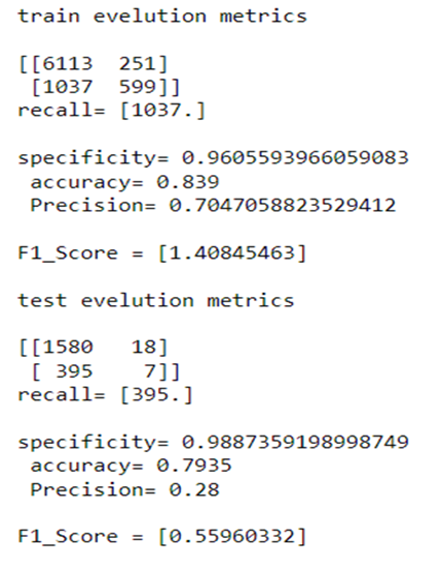 train evelution metrics
[[6113 251]
[1037 599]]
recall= [1037.]
specificity= 0.9605593966059083
accuracy= 0.839
Precision= 0.7047058823529412
F1_Score = [1.40845463]
test evelution metrics
[[1580 18]
[ 395 7]]
recall= [395.]
specificity= 0.9887359198998749
accuracy= 0.7935
Precision= 0.28
F1_Score = [0.55960332]